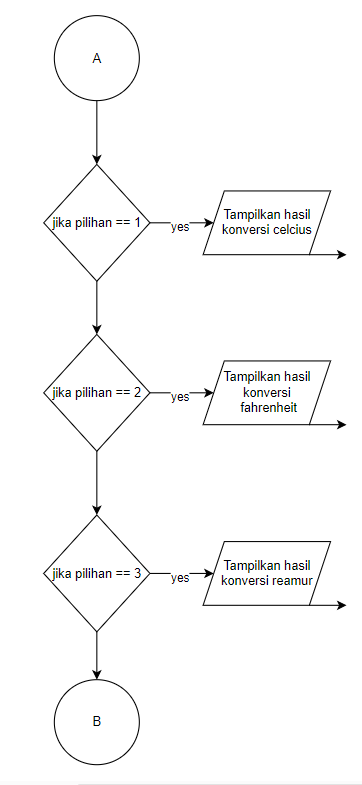 A
jika pilihan == 1
yes
Tampilkan hasil
konversi celcius
jika pilihan == 2
yes
Tampilkan hasil
konversi
fahrenheit
jika pilihan == 3
yes
Tampilkan hasil
konversi reamur
B